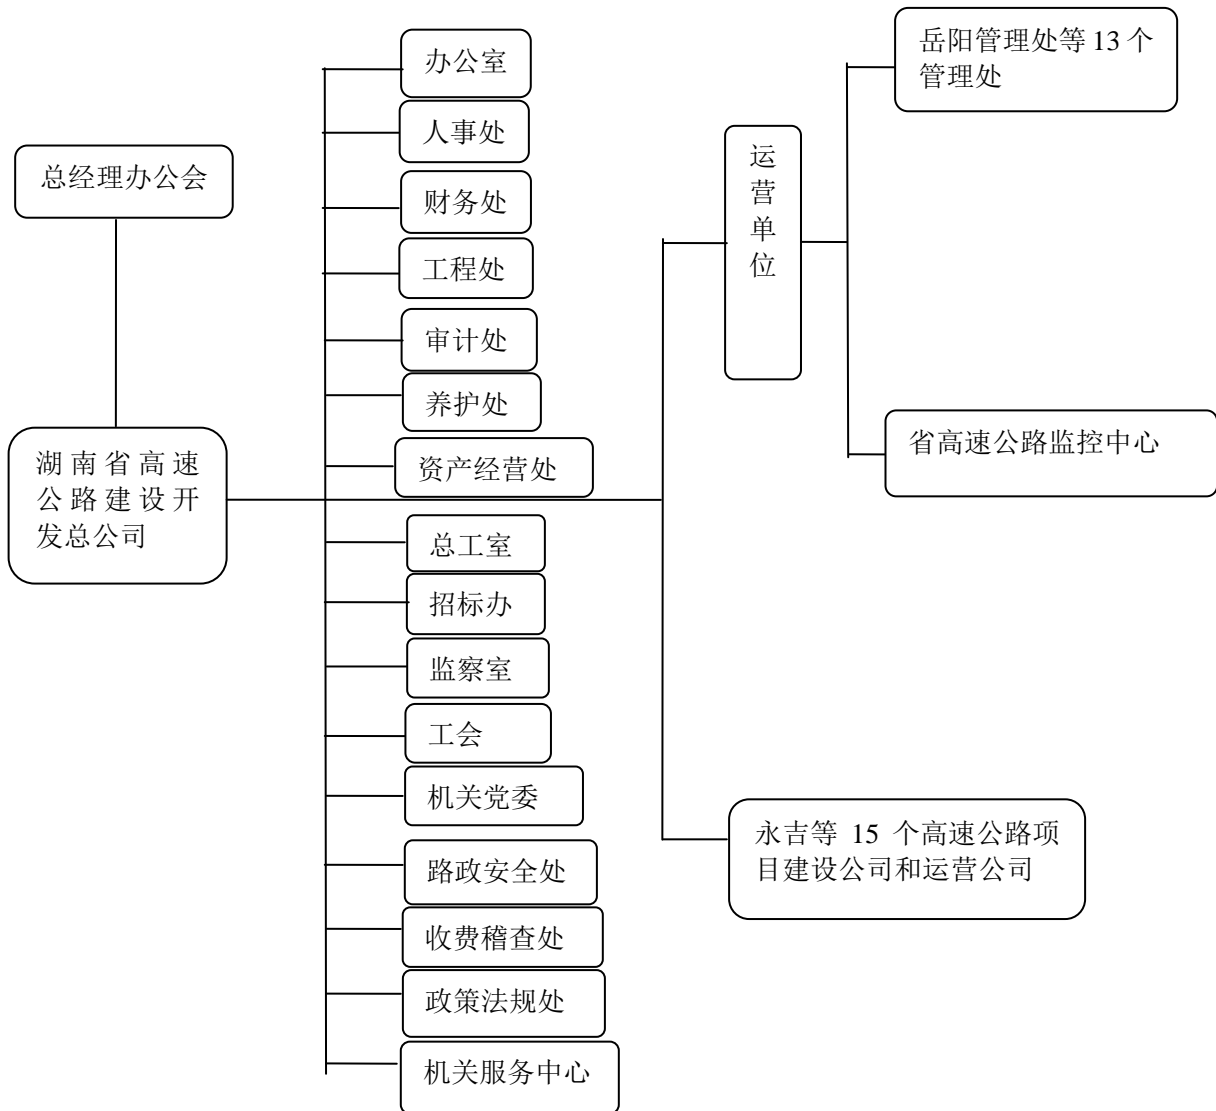 总经理办公会
湖南省高速
公路建设开
发总公司
办公室
人事处
财务处
工程处
审计处
养护处
资产经营处
总工室
招标办
监察室
工会
机关党委
路政安全处
收费稽查处
政策法规处
机关服务中心
运
营
单
位
岳阳管理处等 13 个
管理处
省高速公路监控中心
永吉等 15 个高速公路项
目建设公司和运营公司